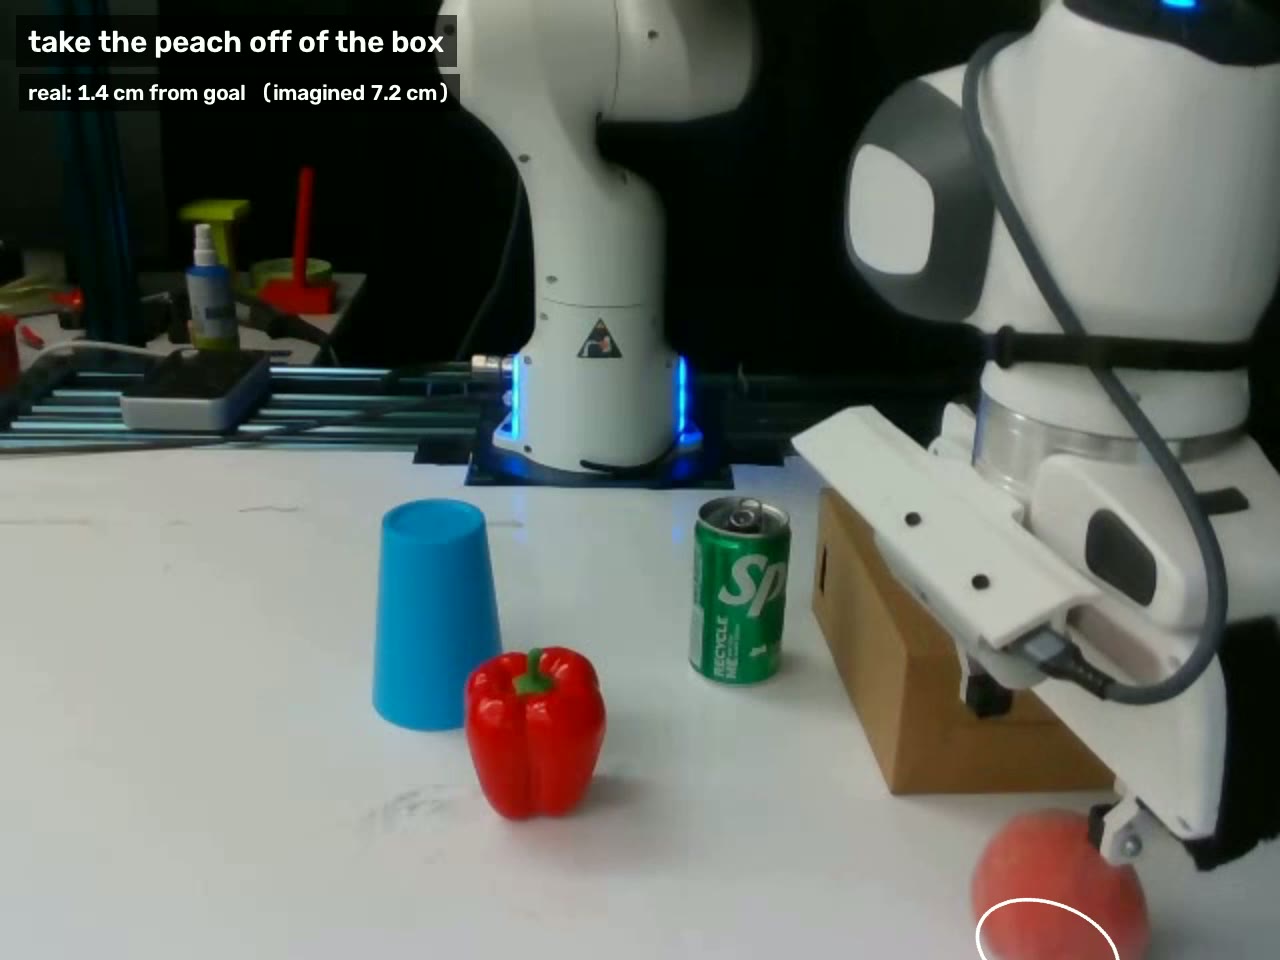 take the peach off of the box
real: 1.4 cm from goal (imagined 7.2 cm)
Sp
RECYCLE
ME